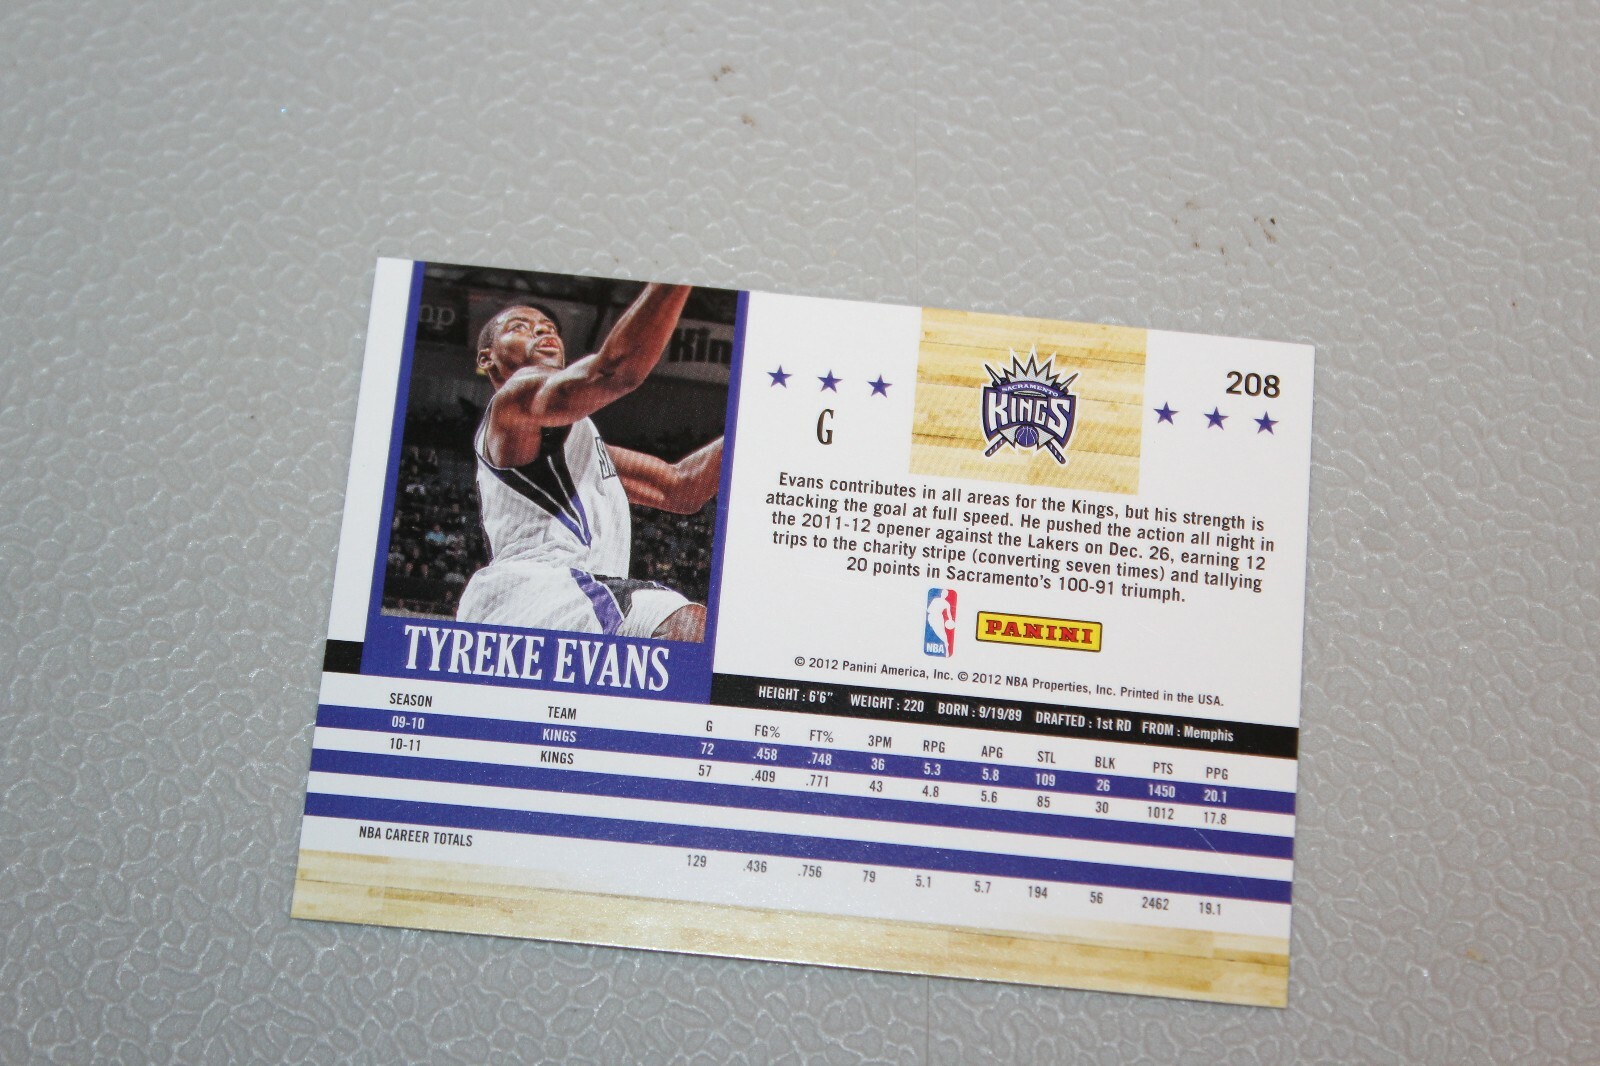 mp
Kin
208
SACRAMENTO
KINGS
G
Evans contributes in all areas for the Kings, but his strength is
attacking the goal at full speed. He pushed the action all night in
the 2011-12 opener against the Lakers on Dec. 26, earning 12
trips to the charity stripe (converting seven times) and tallying
20 points in Sacramento's 100-91 triumph.
NBA
PANINI
© 2012 Panini America, Inc. © 2012 NBA Properties, Inc. Printed in the USA.
TYREKE EVANS
HEIGHT : 6'6" WEIGHT : 220 BORN : 9/19/89 DRAFTED : 1st RD FROM : Memphis
SEASON TEAM G FG% FT% 3PM RPG APG STL BLK PTS PPG
09-10 KINGS 72 .458 .748 36 5.3 5.8 109 26 1450 20.1
10-11 KINGS 57 .409 .771 43 4.8 5.6 85 30 1012 17.8
NBA CAREER TOTALS 129 .436 .756 79 5.1 5.7 194 56 2462 19.1